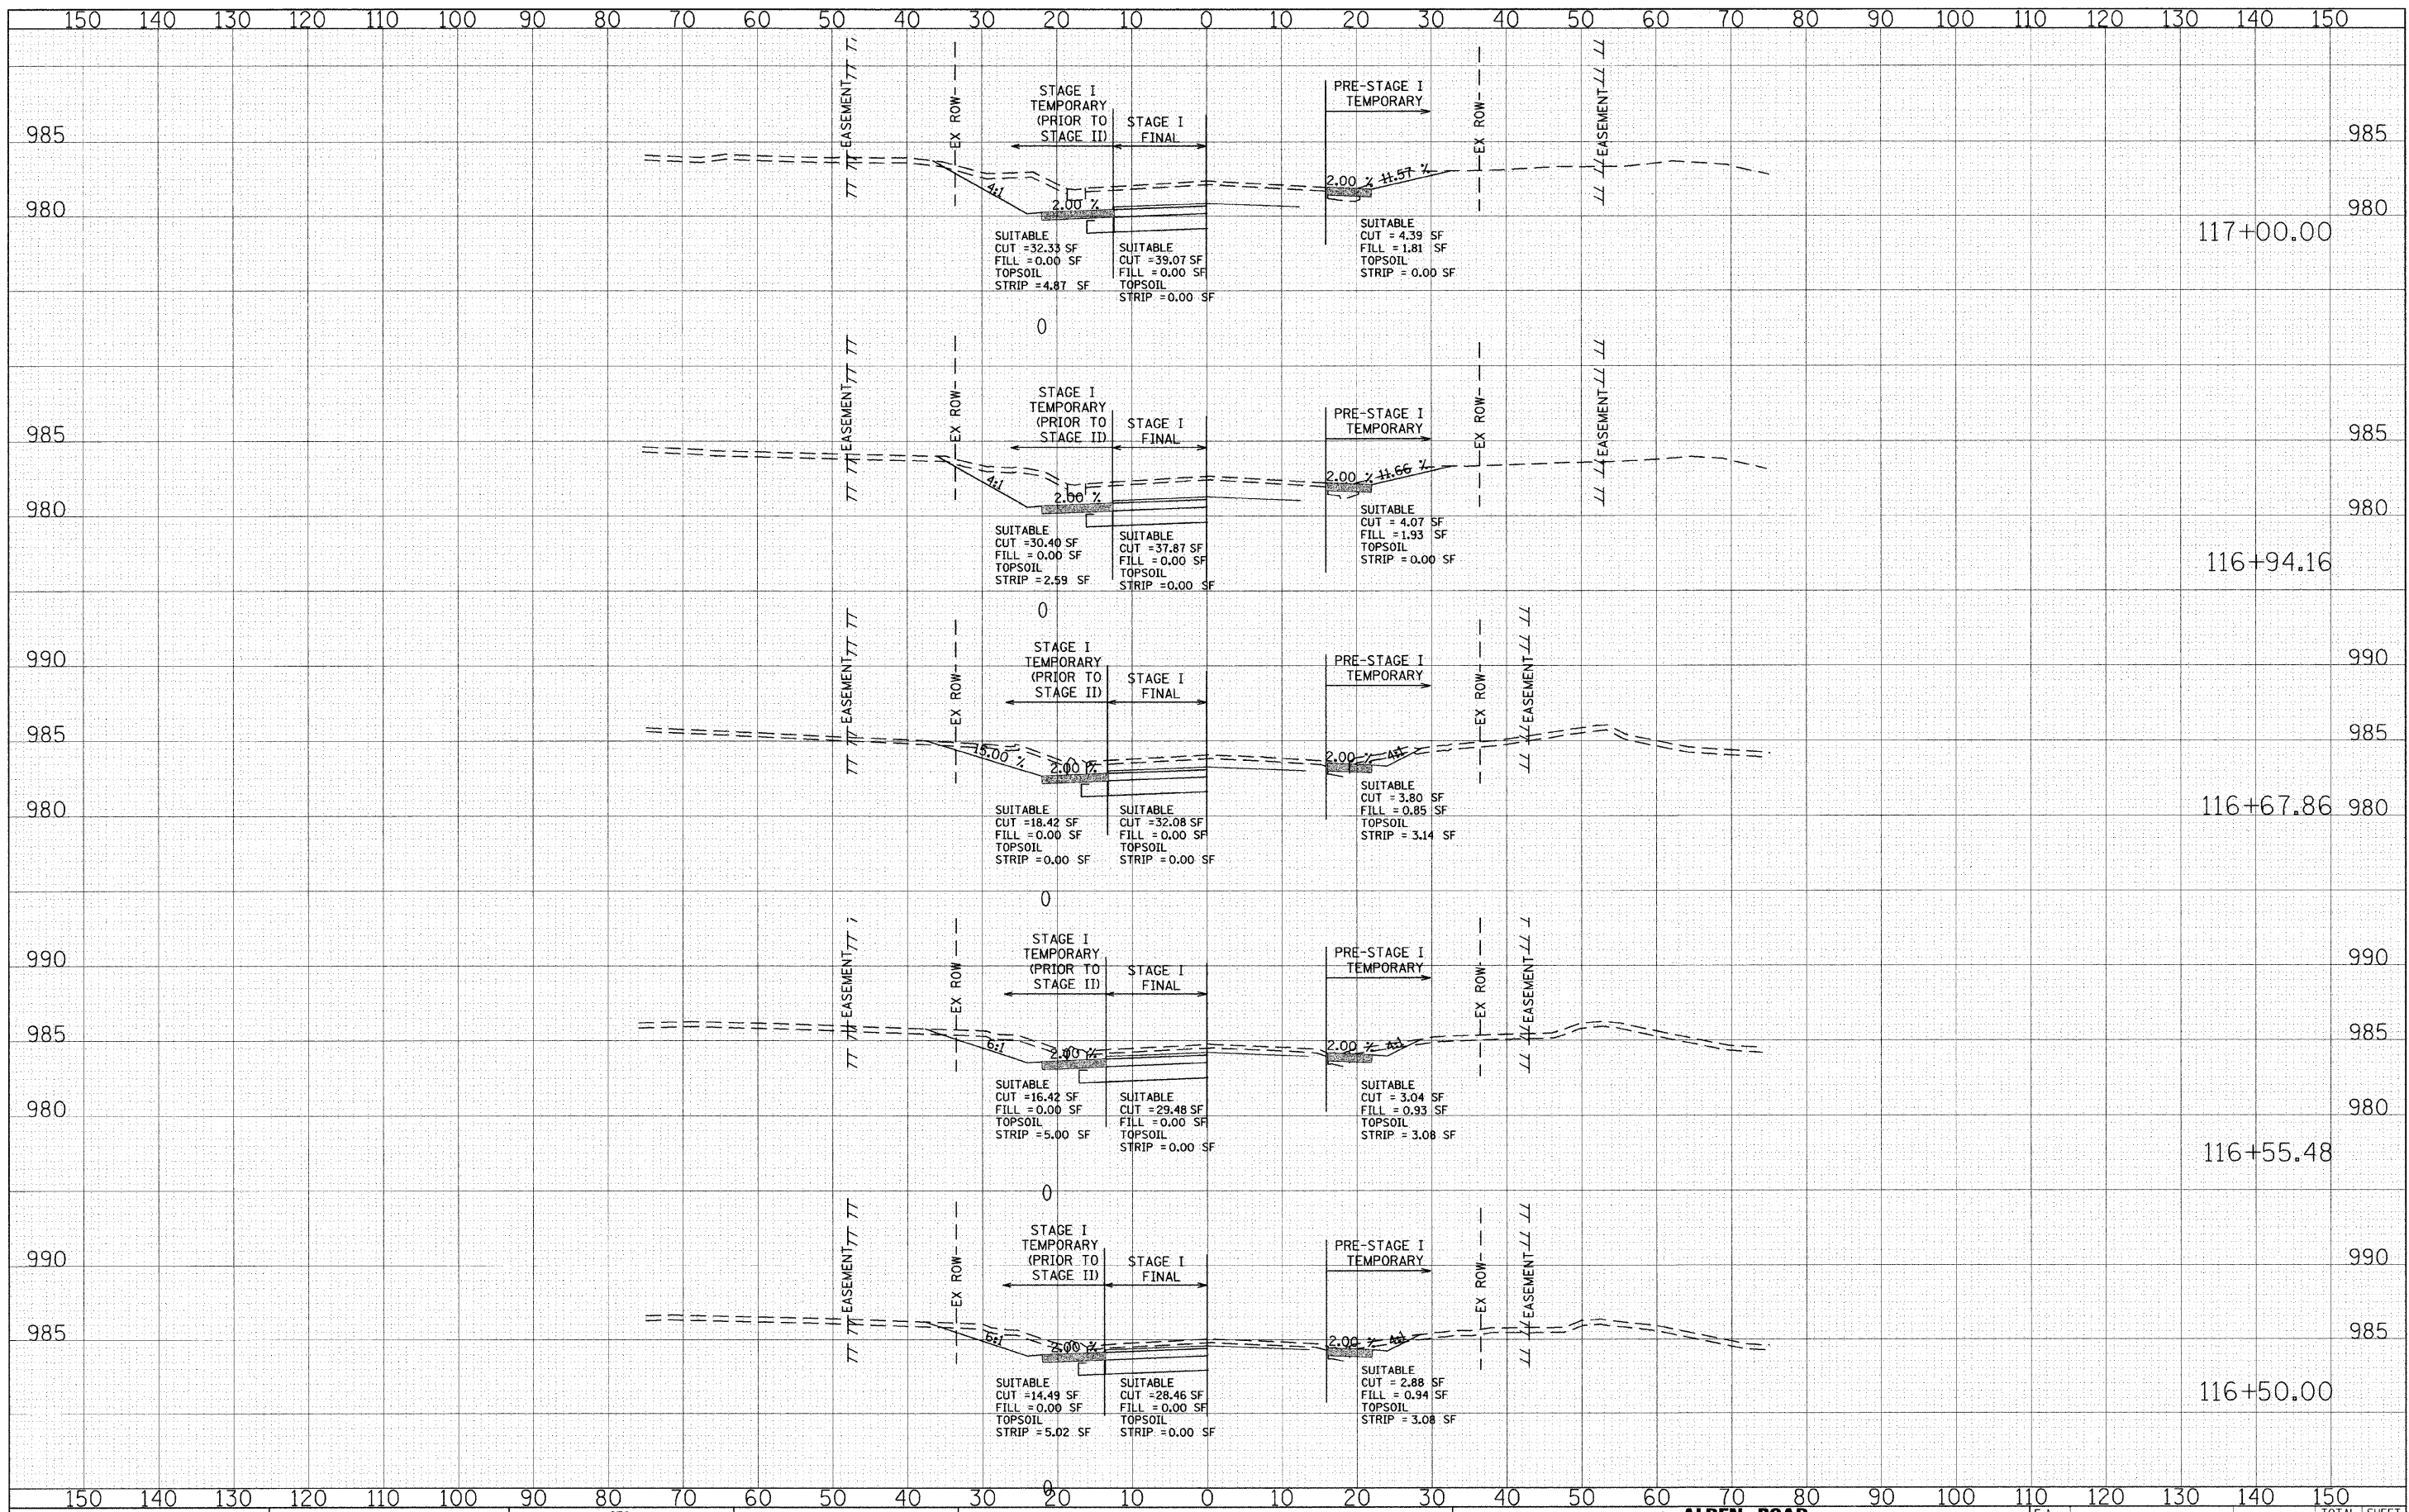 150 140 130 120 110 100 90 80 70 60 50 40 30 20 10 0 10 20 30 40 50 60 70 80 90 100 110 120 130 140 150
EASEMENT
EX ROW
STAGE I
TEMPORARY
(PRIOR TO
STAGE II)
STAGE I
FINAL
PRE-STAGE I
TEMPORARY
EX ROW
EASEMENT
985
985
4:1
2.00 %
2.00 %
11.57 %
980
980
117+00.00
SUITABLE
CUT =32.33 SF
FILL =0.00 SF
TOPSOIL
STRIP =4.87 SF
SUITABLE
CUT =39.07 SF
FILL =0.00 SF
TOPSOIL
STRIP =0.00 SF
SUITABLE
CUT = 4.39 SF
FILL = 1.81 SF
TOPSOIL
STRIP = 0.00 SF
0
EASEMENT
EX ROW
STAGE I
TEMPORARY
(PRIOR TO
STAGE II)
STAGE I
FINAL
PRE-STAGE I
TEMPORARY
EX ROW
EASEMENT
985
985
4:1
2.00 %
2.00 %
11.66 %
980
980
116+94.16
SUITABLE
CUT =30.40 SF
FILL = 0.00 SF
TOPSOIL
STRIP =2.59 SF
SUITABLE
CUT =37.87 SF
FILL =0.00 SF
TOPSOIL
STRIP =0.00 SF
SUITABLE
CUT = 4.07 SF
FILL =1.93 SF
TOPSOIL
STRIP =0.00 SF
0
990
990
EASEMENT
EX ROW
STAGE I
TEMPORARY
(PRIOR TO
STAGE II)
STAGE I
FINAL
PRE-STAGE I
TEMPORARY
EX ROW
EASEMENT
985
985
15.00 %
2.00 %
2.00 %
4:1
980
116+67.86 980
SUITABLE
CUT =18.42 SF
FILL =0.00 SF
TOPSOIL
STRIP =0.00 SF
SUITABLE
CUT =32.08 SF
FILL =0.00 SF
TOPSOIL
STRIP =0.00 SF
SUITABLE
CUT = 3.80 SF
FILL = 0.85 SF
TOPSOIL
STRIP = 3.14 SF
0
990
990
EASEMENT
EX ROW
STAGE I
TEMPORARY
(PRIOR TO
STAGE II)
STAGE I
FINAL
PRE-STAGE I
TEMPORARY
EX ROW
EASEMENT
985
985
6:1
2.00 %
2.00 %
4:1
980
980
116+55.48
SUITABLE
CUT =16.42 SF
FILL =0.00 SF
TOPSOIL
STRIP =5.00 SF
SUITABLE
CUT =29.48 SF
FILL =0.00 SF
TOPSOIL
STRIP =0.00 SF
SUITABLE
CUT = 3.04 SF
FILL = 0.93 SF
TOPSOIL
STRIP = 3.08 SF
0
990
990
EASEMENT
EX ROW
STAGE I
TEMPORARY
(PRIOR TO
STAGE II)
STAGE I
FINAL
PRE-STAGE I
TEMPORARY
EX ROW
EASEMENT
985
985
6:1
2.00 %
2.00 %
4:1
116+50.00
SUITABLE
CUT =14.49 SF
FILL =0.00 SF
TOPSOIL
STRIP =5.02 SF
SUITABLE
CUT =28.46 SF
FILL =0.00 SF
TOPSOIL
STRIP =0.00 SF
SUITABLE
CUT = 2.88 SF
FILL = 0.94 SF
TOPSOIL
STRIP = 3.08 SF
0
150 140 130 120 110 100 90 80 70 60 50 40 30 20 10 0 10 20 30 40 50 60 70 80 90 100 110 120 130 140 150
ALDEN ROAD
TOTAL SHEET